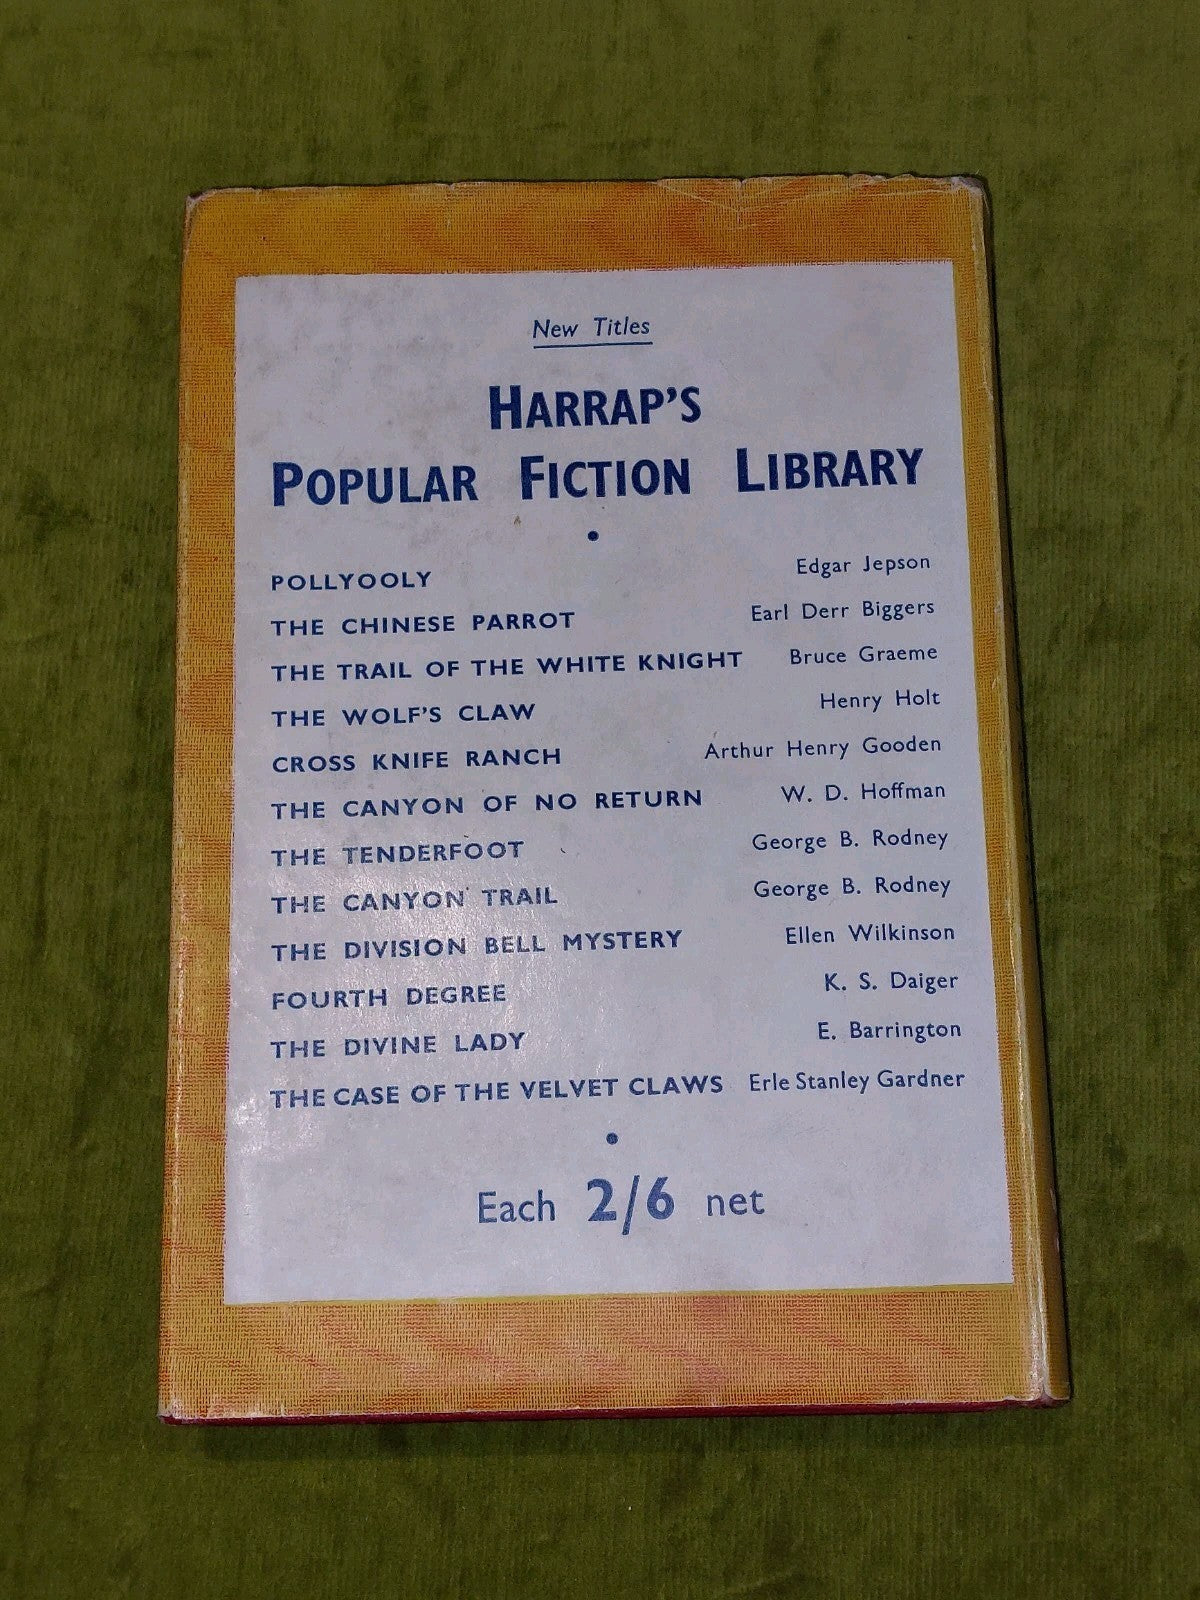 New Titles
HARRAP'S
POPULAR FICTION LIBRARY
•
POLLYOOLY Edgar Jepson
THE CHINESE PARROT Earl Derr Biggers
THE TRAIL OF THE WHITE KNIGHT Bruce Graeme
THE WOLF'S CLAW Henry Holt
CROSS KNIFE RANCH Arthur Henry Gooden
THE CANYON OF NO RETURN W. D. Hoffman
THE TENDERFOOT George B. Rodney
THE CANYON TRAIL George B. Rodney
THE DIVISION BELL MYSTERY Ellen Wilkinson
FOURTH DEGREE K. S. Daiger
THE DIVINE LADY E. Barrington
THE CASE OF THE VELVET CLAWS Erle Stanley Gardner
•
Each 2/6 net